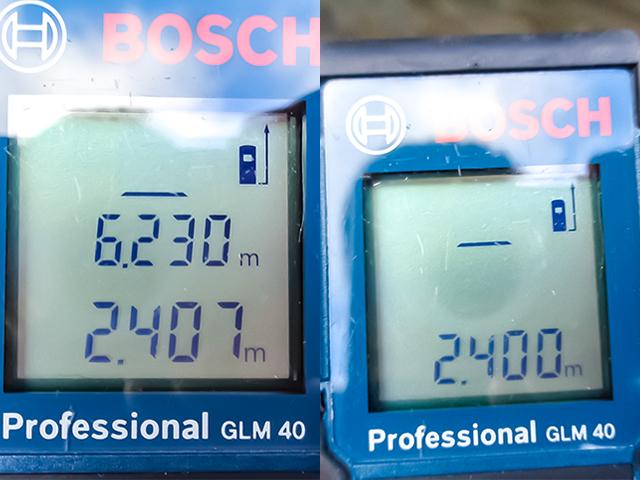 BOSCH
6.230 m
2.407 m
Professional GLM 40
BOSCH
2.400 m
Professional GLM 40